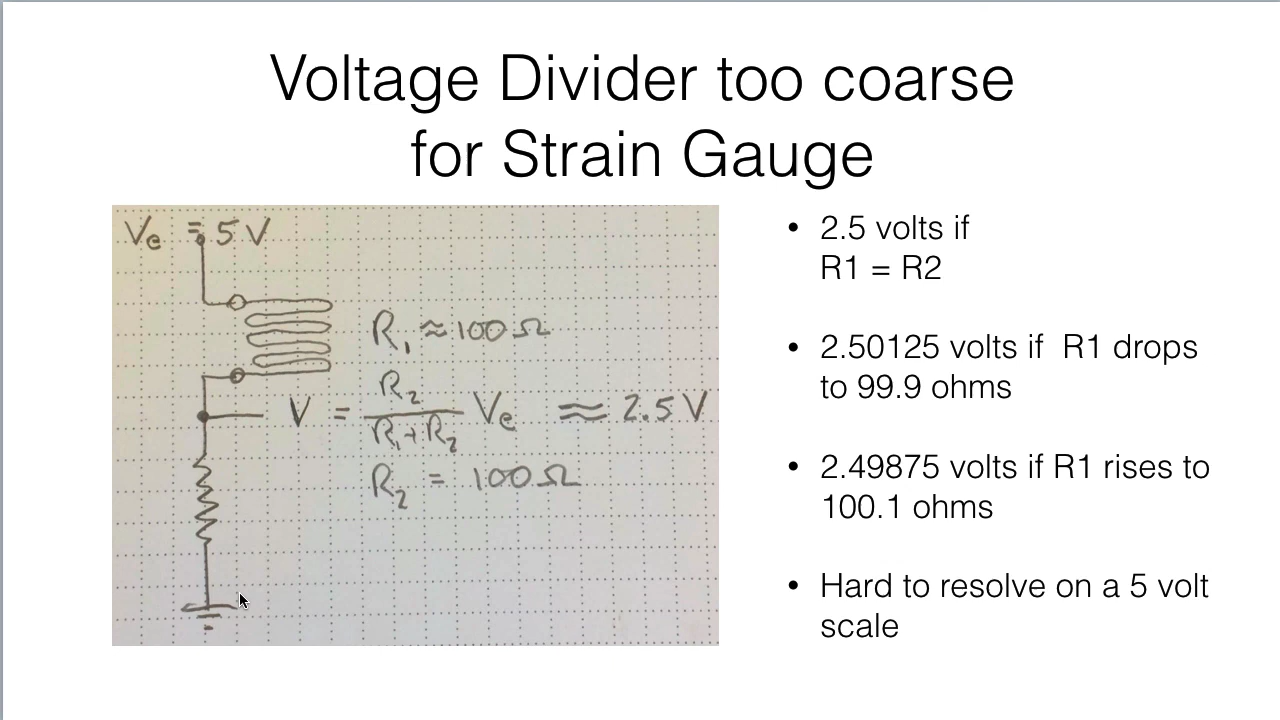 Voltage Divider too coarse
for Strain Gauge
Ve = 5V
R₁ ≈ 100Ω
V = R₂/(R₁+R₂) Ve ≈ 2.5V
R₂ = 100Ω
• 2.5 volts if
R1 = R2
• 2.50125 volts if R1 drops
to 99.9 ohms
• 2.49875 volts if R1 rises to
100.1 ohms
• Hard to resolve on a 5 volt
scale